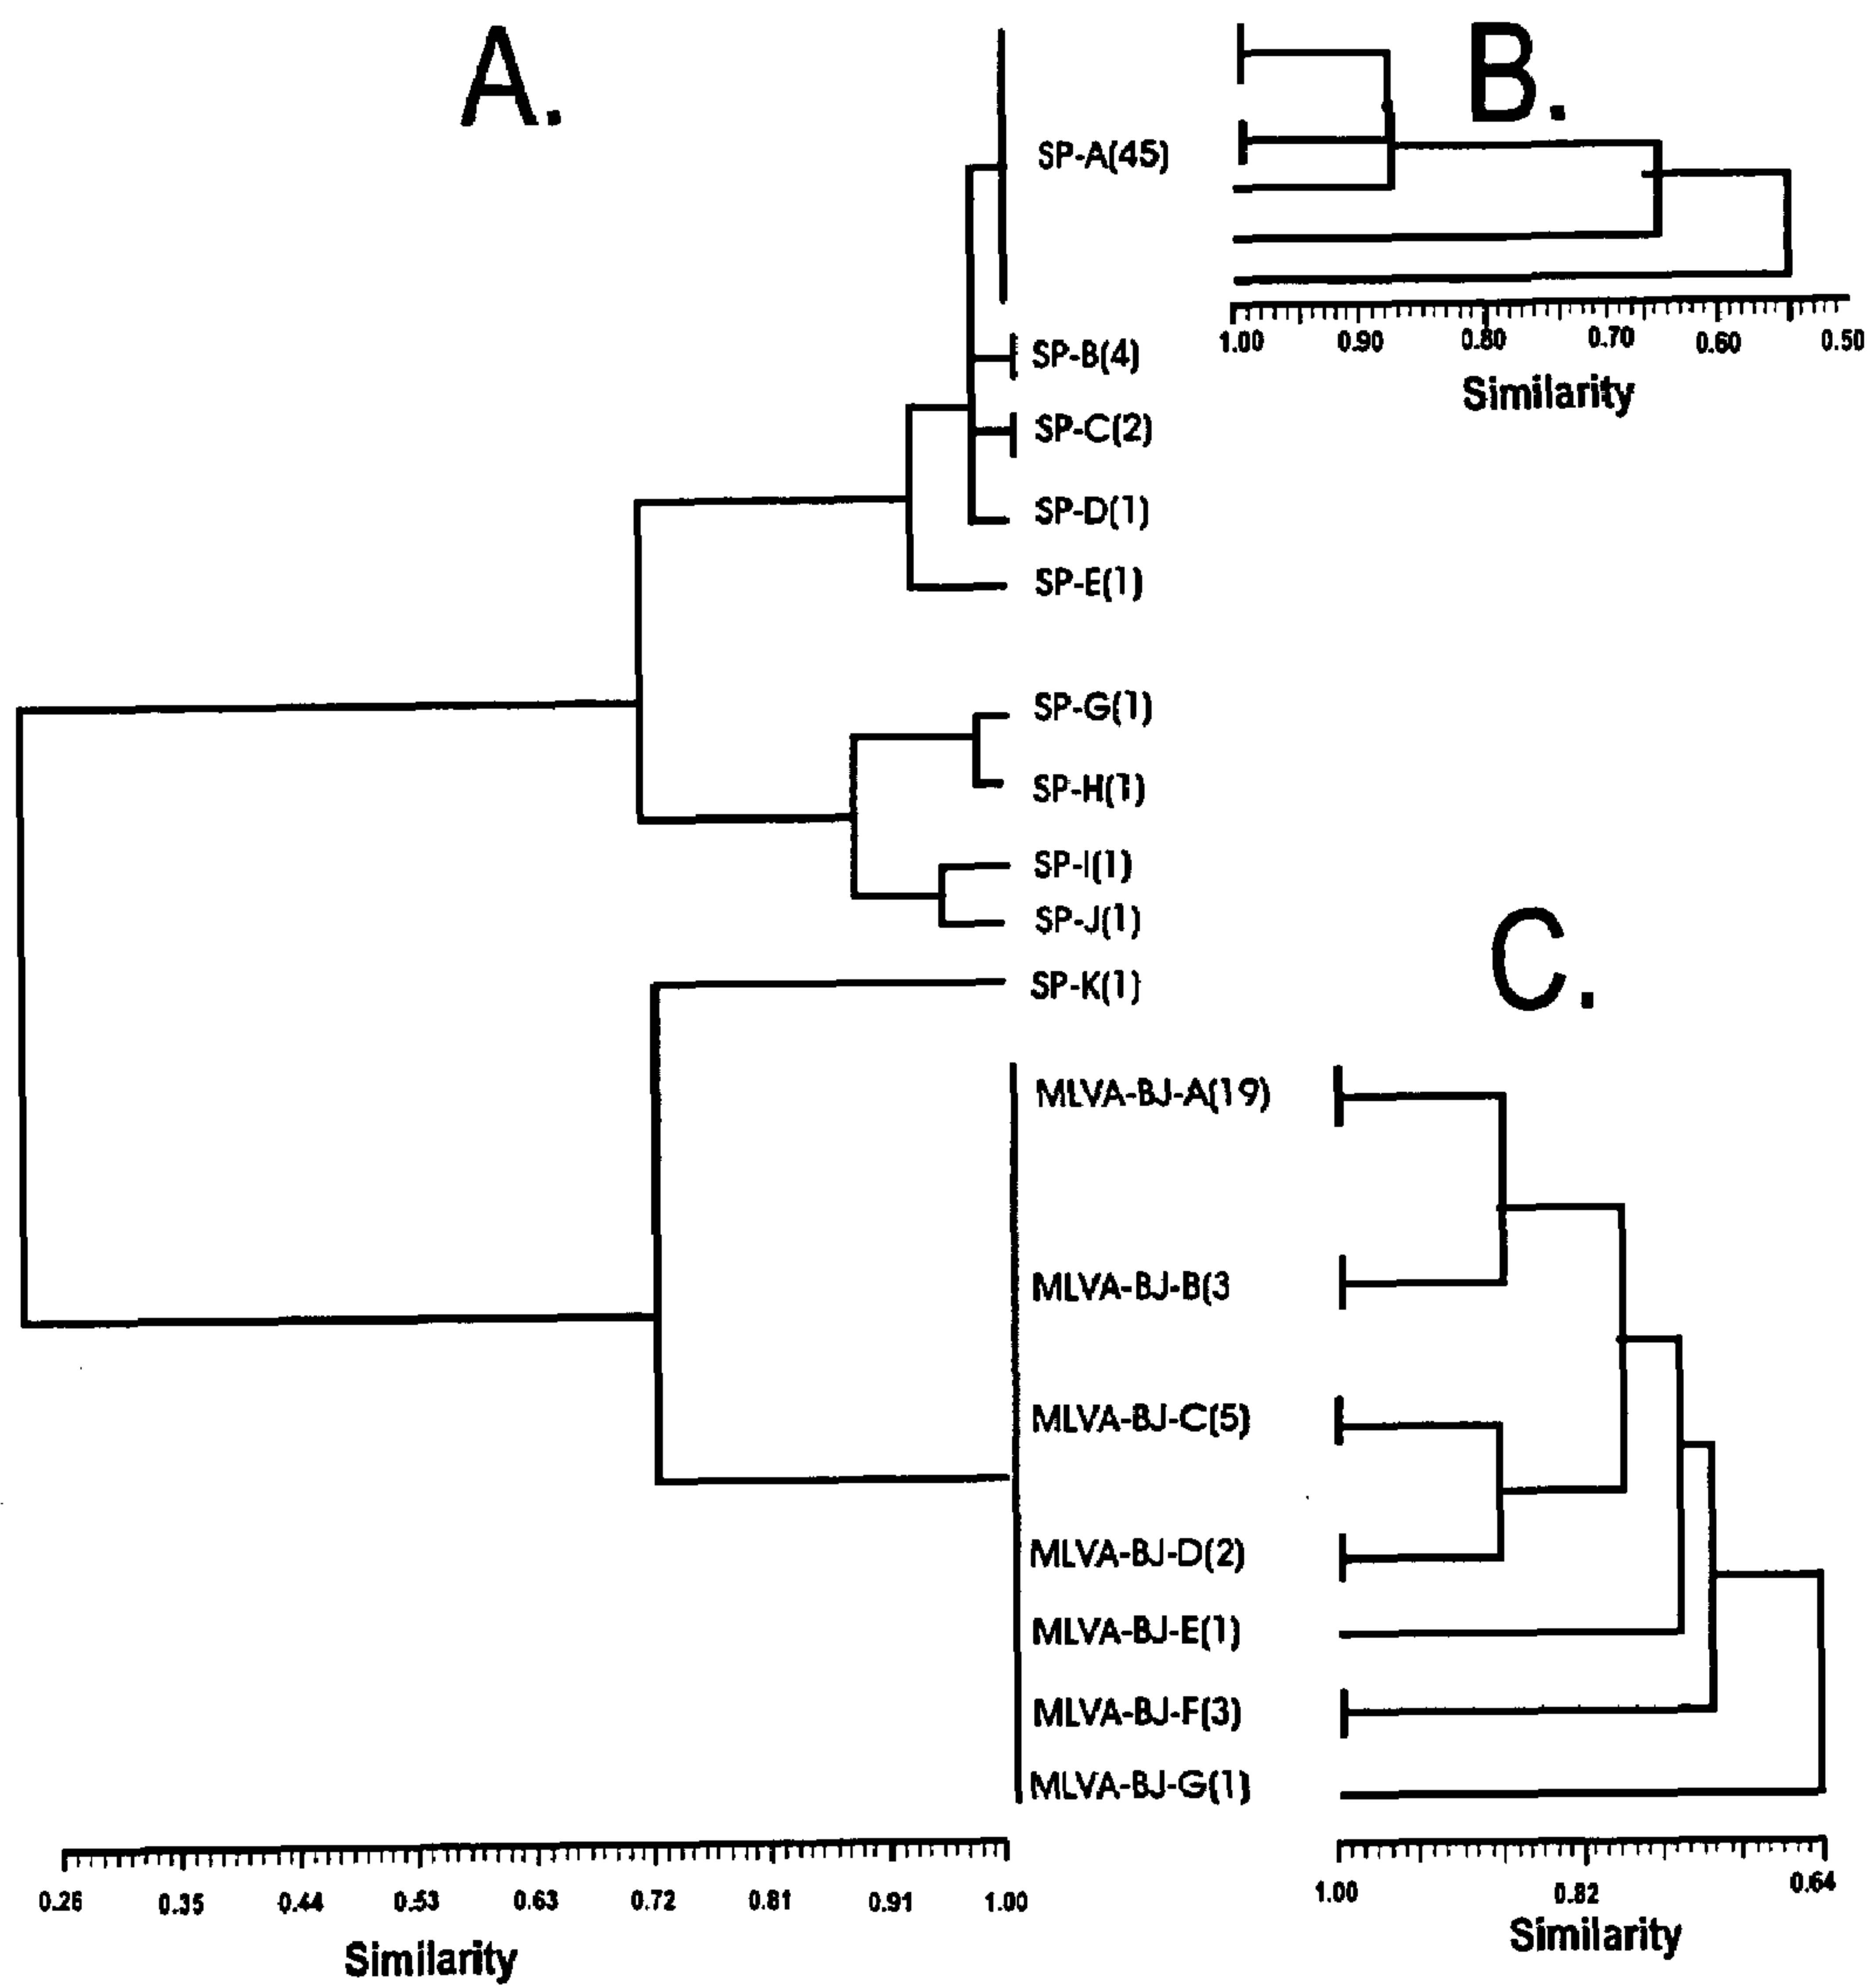 A.
B.
SP-A(45)
SP-B(4)
SP-C(2)
SP-D(1)
SP-E(1)
SP-G(1)
SP-H(1)
SP-I(1)
SP-J(1)
SP-K(1)
1.00 0.90 0.80 0.70 0.60 0.50
Similarity
C.
MLVA-BJ-A(19)
MLVA-BJ-B(3
MLVA-BJ-C(5)
MLVA-BJ-D(2)
MLVA-BJ-E(1)
MLVA-BJ-F(3)
MLVA-BJ-G(1)
0.26 0.35 0.44 0.53 0.63 0.72 0.81 0.91 1.00
Similarity
1.00 0.82 0.64
Similarity